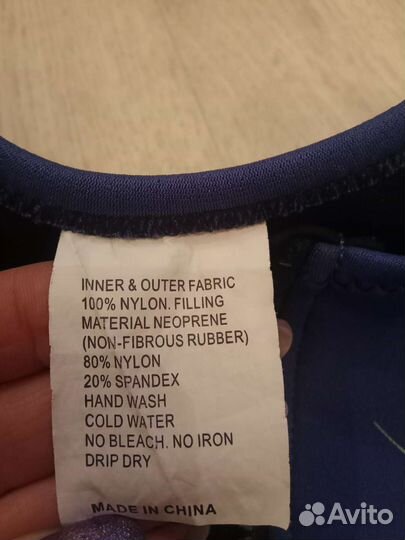 INNER & OUTER FABRIC
100% NYLON. FILLING
MATERIAL NEOPRENE
(NON-FIBROUS RUBBER)
80% NYLON
20% SPANDEX
HAND WASH
COLD WATER
NO BLEACH. NO IRON
DRIP DRY
MADE IN CHINA
Avito